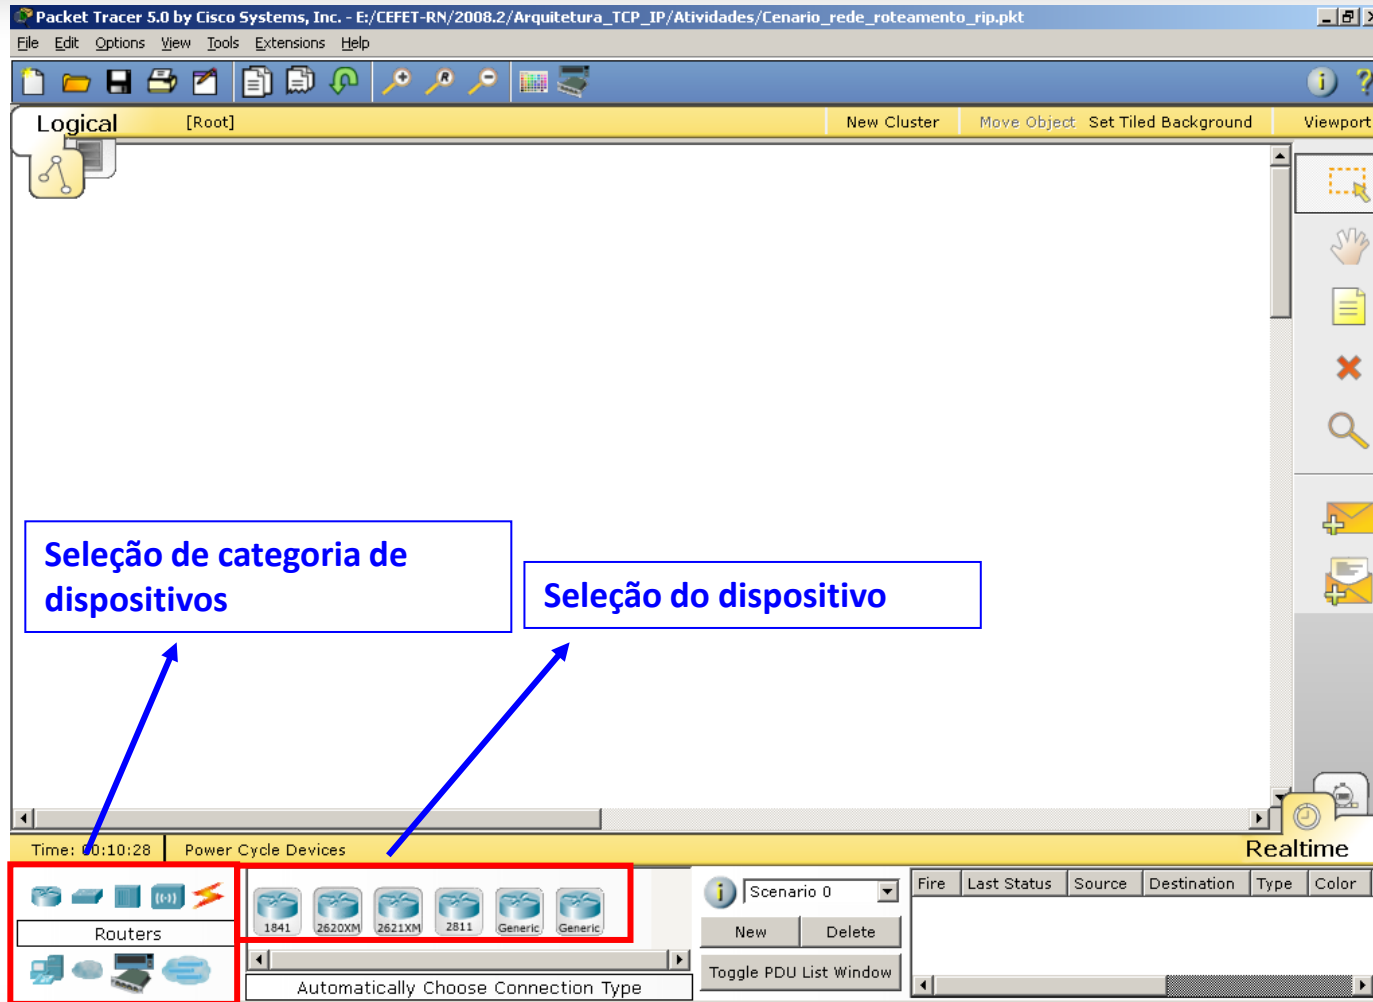 Packet Tracer 5.0 by Cisco Systems, Inc. - E:/CEFET-RN/2008.2/Arquitetura_TCP_IP/Atividades/Cenario_rede_roteamento_rip.pkt
File Edit Options View Tools Extensions Help
Logical [Root] New Cluster Move Object Set Tiled Background Viewport
Seleção de categoria de
dispositivos
Seleção do dispositivo
Time: 00:10:28 Power Cycle Devices Realtime
1841 2620XM 2621XM 2811 Generic Generic
Routers
Automatically Choose Connection Type
Scenario 0
New Delete
Toggle PDU List Window
Fire Last Status Source Destination Type Color